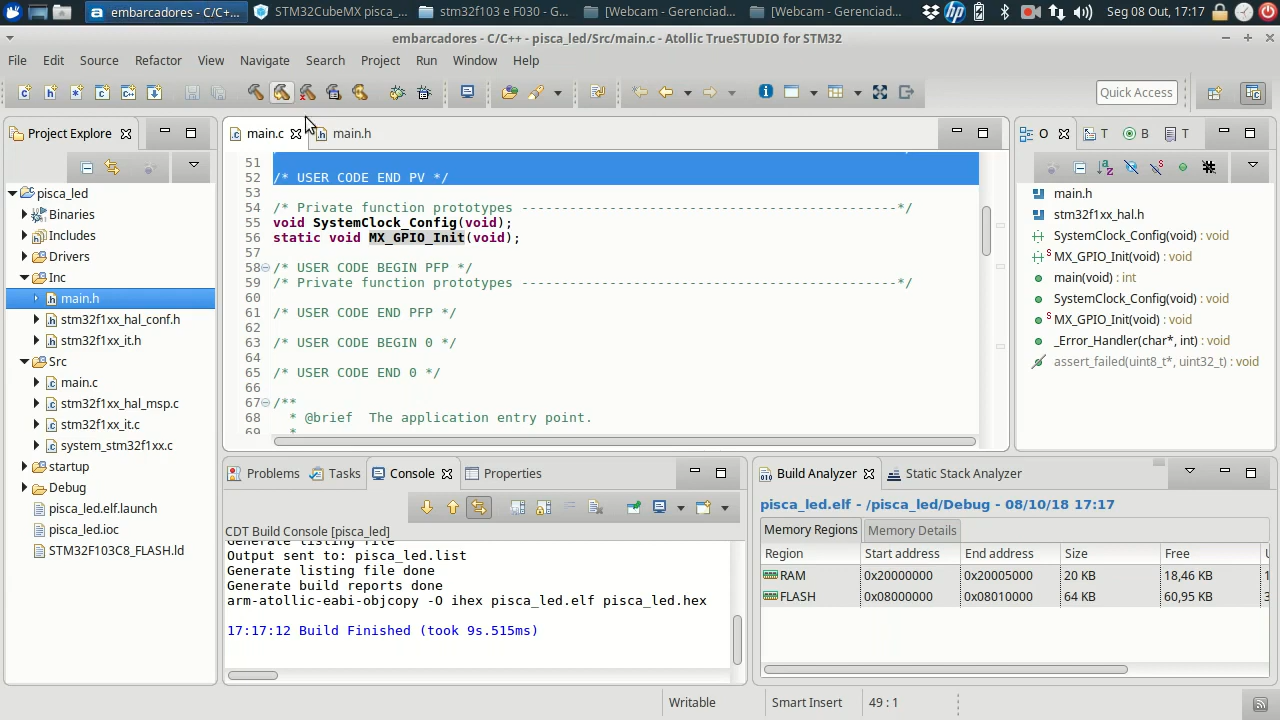 embarcadores - C/C+...
STM32CubeMX pisca_...
stm32f103 e F030 - G...
[Webcam - Gerenciad...
[Webcam - Gerenciad...
Seg 08 Out, 17:17
embarcadores - C/C++ - pisca_led/Src/main.c - Atollic TrueSTUDIO for STM32
File Edit Source Refactor View Navigate Search Project Run Window Help
Quick Access
Project Explore
pisca_led
Binaries
Includes
Drivers
Inc
main.h
stm32f1xx_hal_conf.h
stm32f1xx_it.h
Src
main.c
stm32f1xx_hal_msp.c
stm32f1xx_it.c
system_stm32f1xx.c
startup
Debug
pisca_led.elf.launch
pisca_led.ioc
STM32F103C8_FLASH.ld
main.c
main.h
51
52 /* USER CODE END PV */
53
54 /* Private function prototypes -----------------------------------------------*/
55 void SystemClock_Config(void);
56 static void MX_GPIO_Init(void);
57
58 /* USER CODE BEGIN PFP */
59 /* Private function prototypes -----------------------------------------------*/
60
61 /* USER CODE END PFP */
62
63 /* USER CODE BEGIN 0 */
64
65 /* USER CODE END 0 */
66
67 /**
68 * @brief  The application entry point.
69 *
O T B T
main.h
stm32f1xx_hal.h
SystemClock_Config(void) : void
MX_GPIO_Init(void) : void
main(void) : int
SystemClock_Config(void) : void
MX_GPIO_Init(void) : void
_Error_Handler(char*, int) : void
assert_failed(uint8_t*, uint32_t) : void
Problems Tasks Console Properties
CDT Build Console [pisca_led]
Generate listing file
Output sent to: pisca_led.list
Generate listing file done
Generate build reports done
arm-atollic-eabi-objcopy -O ihex pisca_led.elf pisca_led.hex
17:17:12 Build Finished (took 9s.515ms)
Build Analyzer
Static Stack Analyzer
pisca_led.elf - /pisca_led/Debug - 08/10/18 17:17
Memory Regions
Memory Details
Region Start address End address Size Free
RAM 0x20000000 0x20005000 20 KB 18,46 KB
FLASH 0x08000000 0x08010000 64 KB 60,95 KB
Writable
Smart Insert
49 : 1